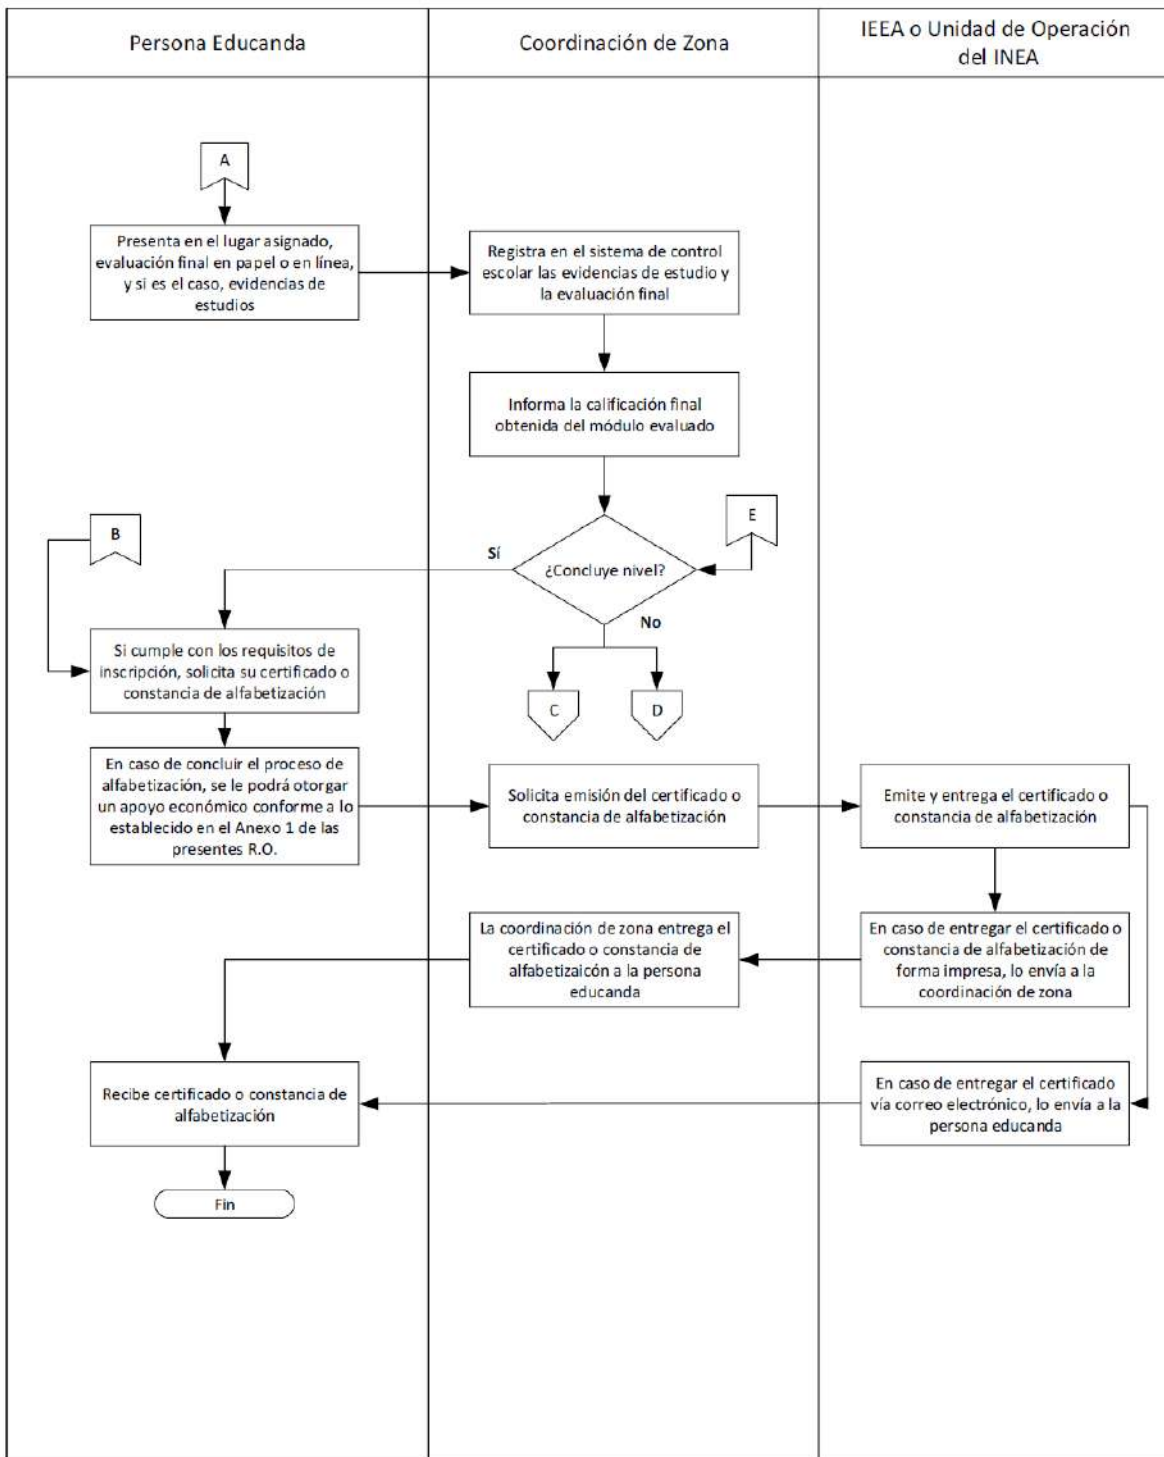 Persona Educanda
Coordinación de Zona
IEEA o Unidad de Operación
del INEA
A
Presenta en el lugar asignado,
evaluación final en papel o en línea,
y si es el caso, evidencias de
estudios
Registra en el sistema de control
escolar las evidencias de estudio y
la evaluación final
Informa la calificación final
obtenida del módulo evaluado
B
E
Sí
¿Concluye nivel?
No
Si cumple con los requisitos de
inscripción, solicita su certificado o
constancia de alfabetización
C
D
En caso de concluir el proceso de
alfabetización, se le podrá otorgar
un apoyo económico conforme a lo
establecido en el Anexo 1 de las
presentes R.O.
Solicita emisión del certificado o
constancia de alfabetización
Emite y entrega el certificado o
constancia de alfabetización
La coordinación de zona entrega el
certificado o constancia de
alfabetizaicón a la persona
educanda
En caso de entregar el certificado o
constancia de alfabetización de
forma impresa, lo envía a la
coordinación de zona
Recibe certificado o constancia de
alfabetización
En caso de entregar el certificado
vía correo electrónico, lo envía a la
persona educanda
Fin